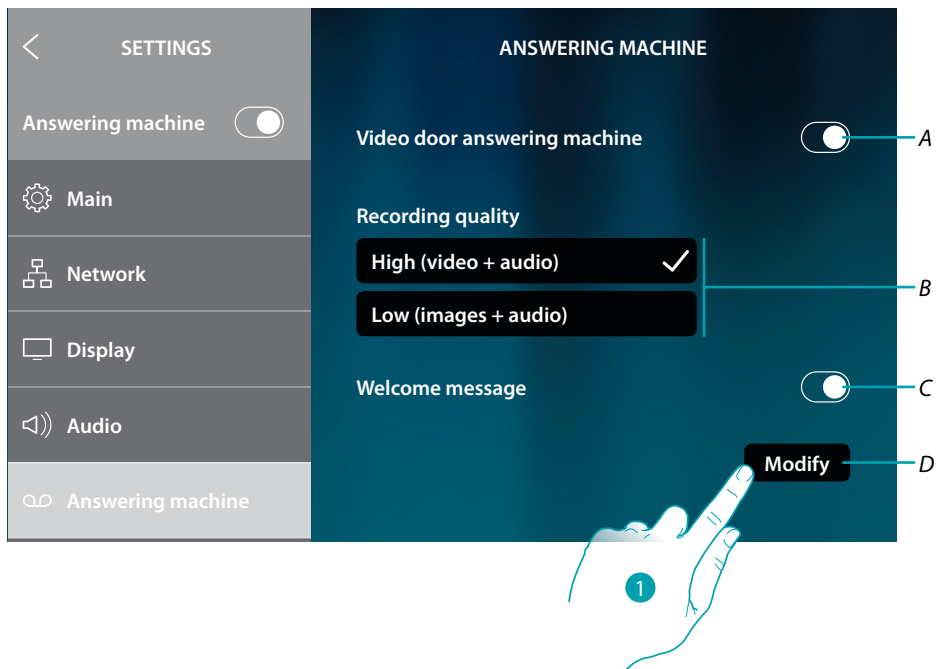 SETTINGS
Answering machine
Main
Network
Display
Audio
Answering machine
ANSWERING MACHINE
Video door answering machine
A
Recording quality
High (video + audio)
Low (images + audio)
B
Welcome message
C
Modify
D
1